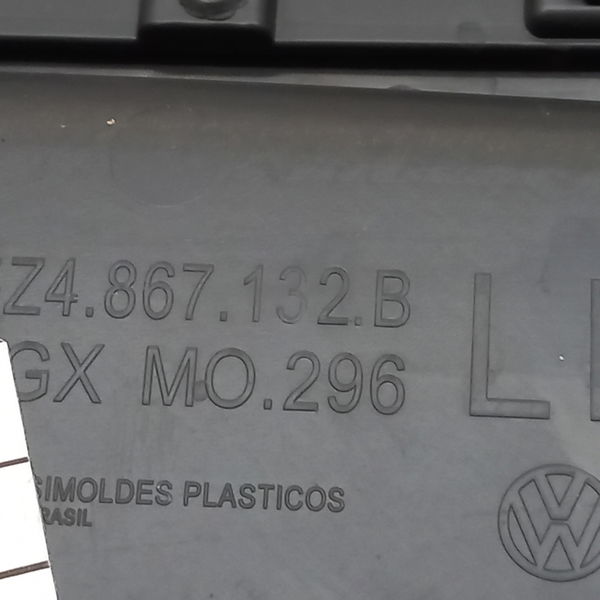 Z4.867.132.B
GX MO.296 L
SIMOLDES PLASTICOS
RASIL